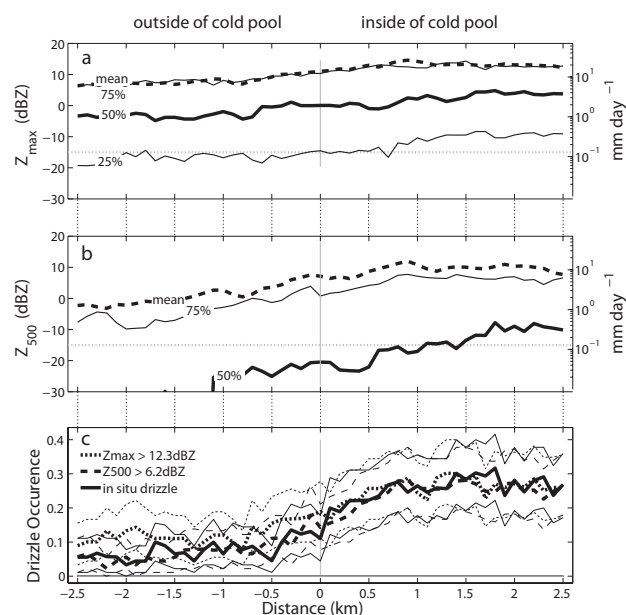 outside of cold pool inside of cold pool
a
20
10
0
−10
−20
−30
Z max (dBZ)
mean
75%
50%
25%
10 1
10 0
10 −1
mm day −1
b
20
10
0
−10
−20
−30
Z 500 (dBZ)
mean
75%
50%
10 1
10 0
10 −1
mm day −1
c
0.4
0.3
0.2
0.1
0
Drizzle Occurence
Zmax > 12.3dBZ
Z500 > 6.2dBZ
in situ drizzle
−2.5 −2 −1.5 −1 −0.5 0 0.5 1 1.5 2 2.5
Distance (km)